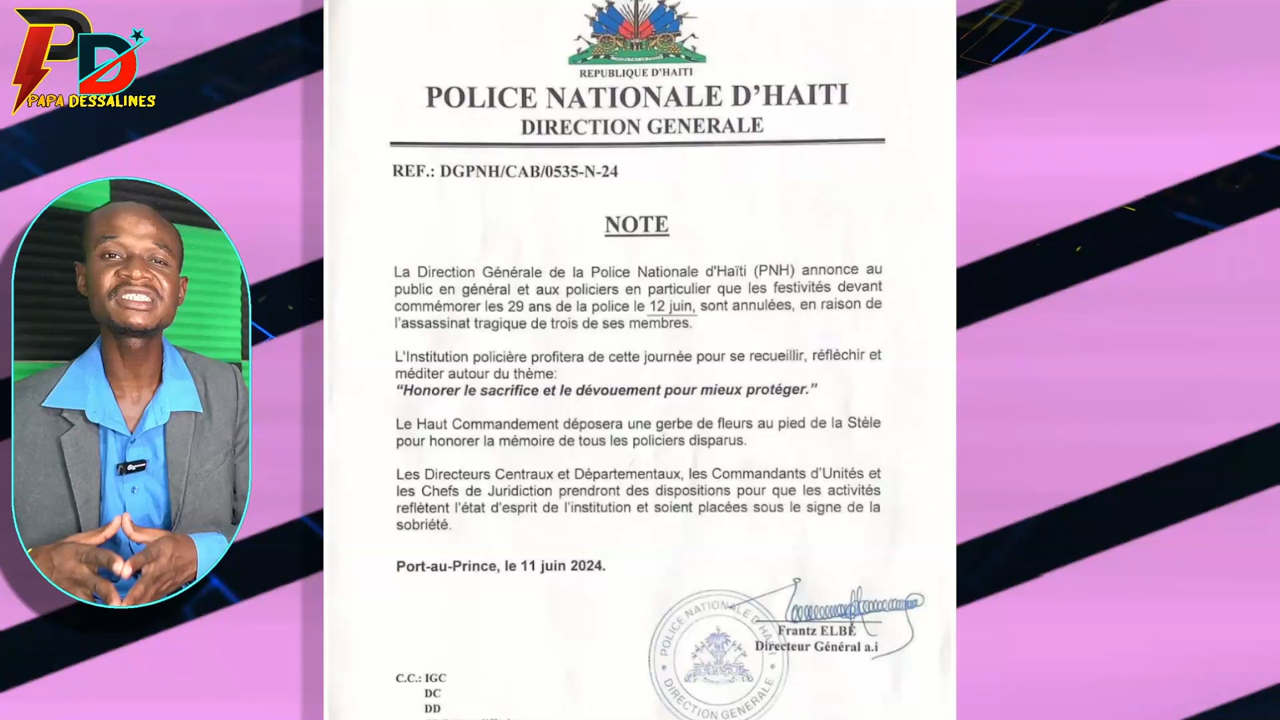 PD
PAPA DESSALINES
REPUBLIQUE D'HAITI
POLICE NATIONALE D'HAITI
DIRECTION GENERALE
REF.: DGPNH/CAB/0535-N-24
NOTE
La Direction Générale de la Police Nationale d'Haïti (PNH) annonce au
public en général et aux policiers en particulier que les festivités devant
commémorer les 29 ans de la police le 12 juin, sont annulées, en raison de
l'assassinat tragique de trois de ses membres.
L'Institution policière profitera de cette journée pour se recueillir, réfléchir et
méditer autour du thème:
"Honorer le sacrifice et le dévouement pour mieux protéger."
Le Haut Commandement déposera une gerbe de fleurs au pied de la Stèle
pour honorer la mémoire de tous les policiers disparus.
Les Directeurs Centraux et Départementaux, les Commandants d'Unités et
les Chefs de Juridiction prendront des dispositions pour que les activités
reflètent l'état d'esprit de l'institution et soient placées sous le signe de la
sobriété.
Port-au-Prince, le 11 juin 2024.
POLICE NATIONALE D'HAITI
DIRECTION GENERALE
Frantz ELBÉ
Directeur Général a.i
C.C.: IGC
DC
DD